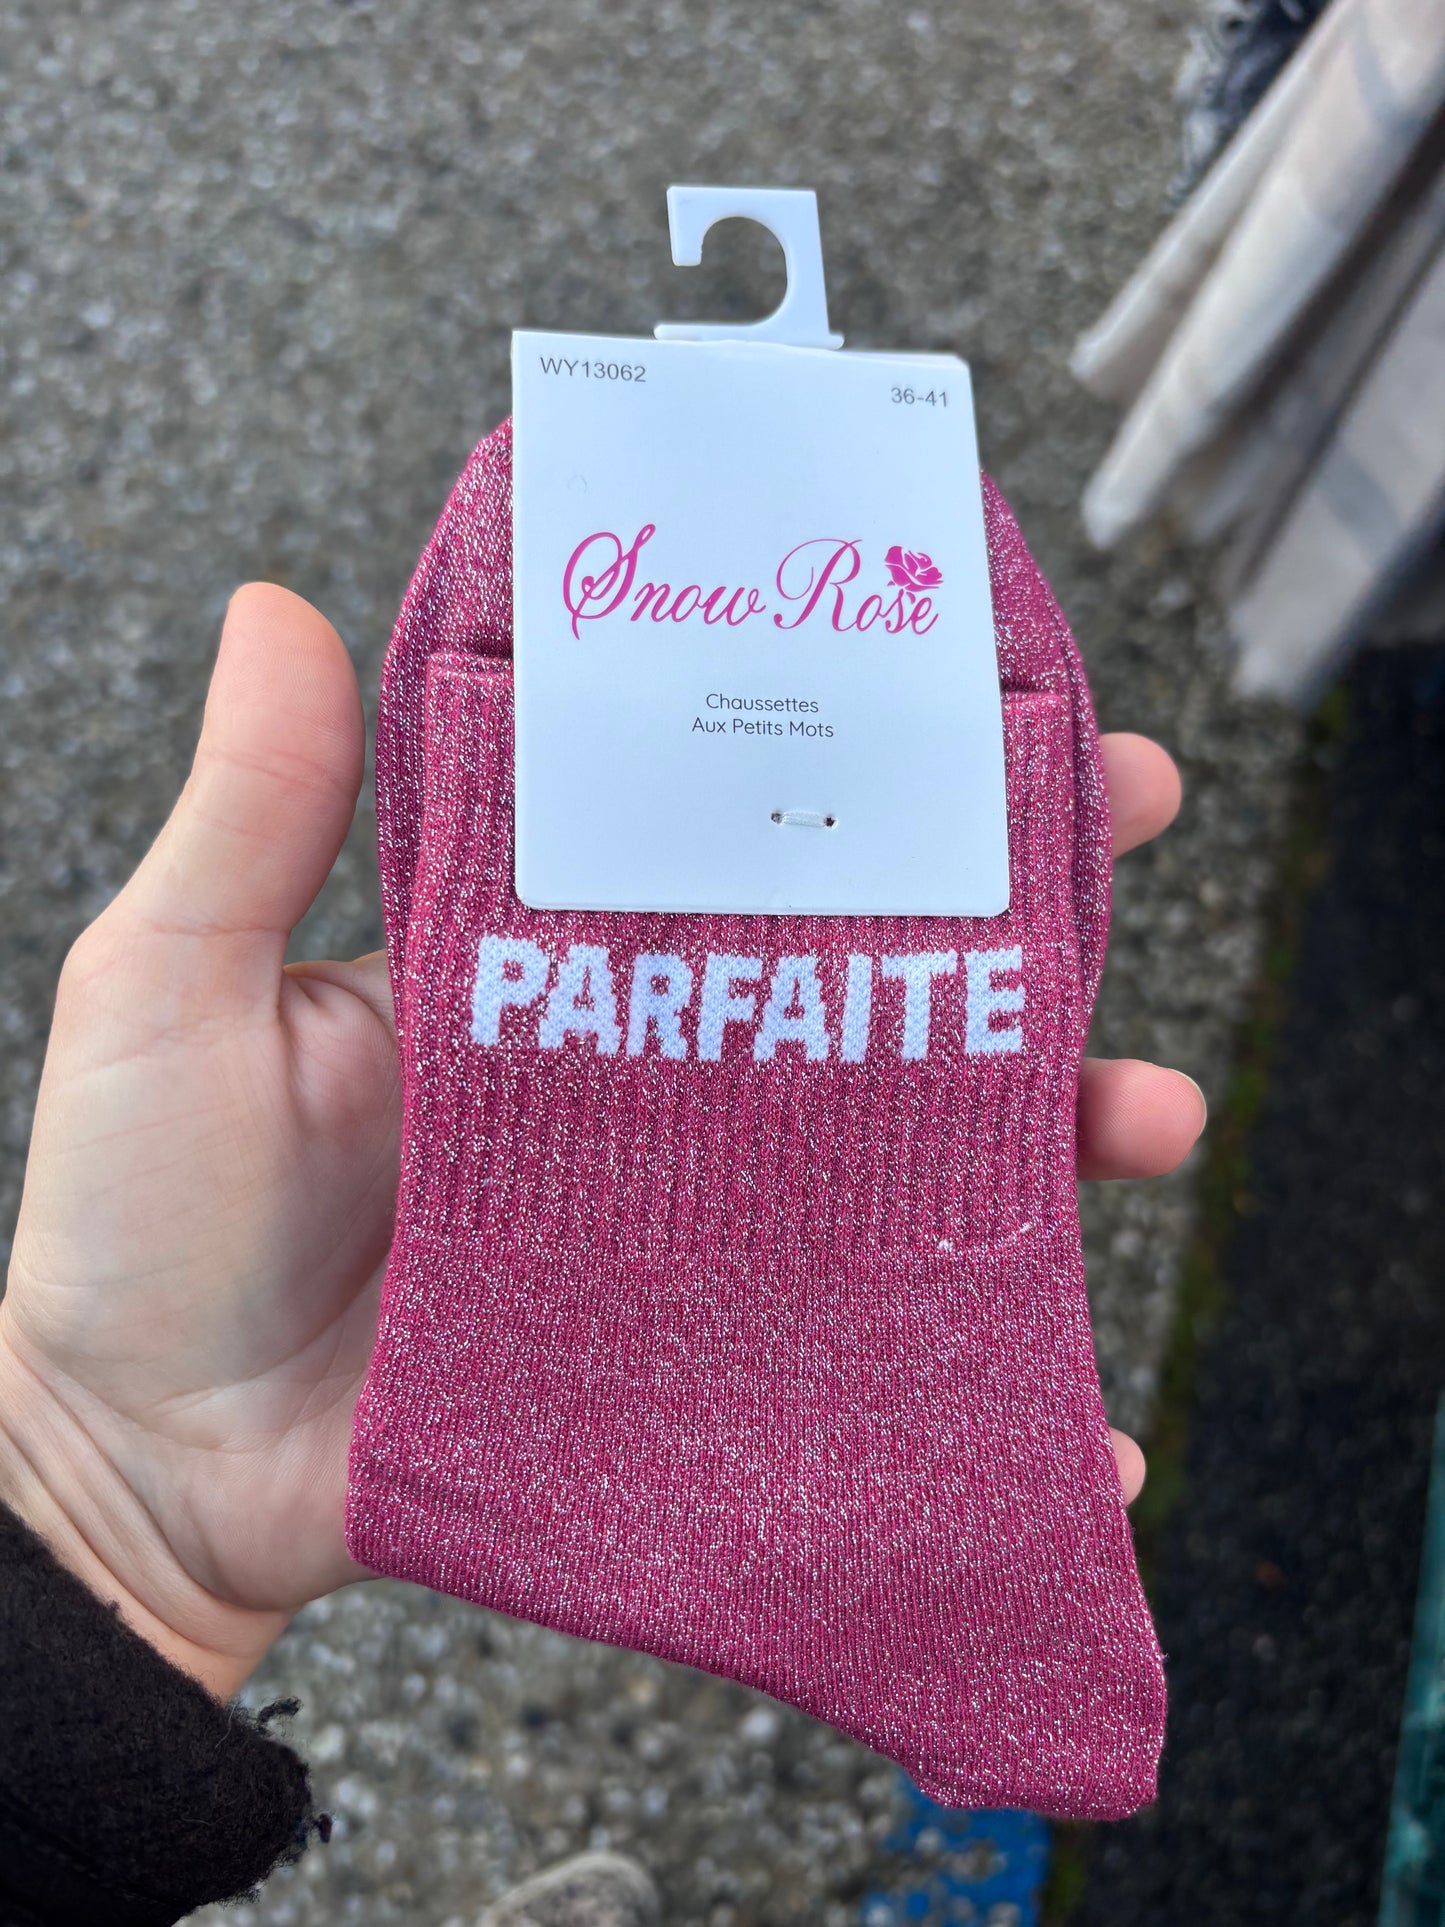 WY13062
36-41
Snow Rose
Chaussettes
Aux Petits Mots
PARFAITE